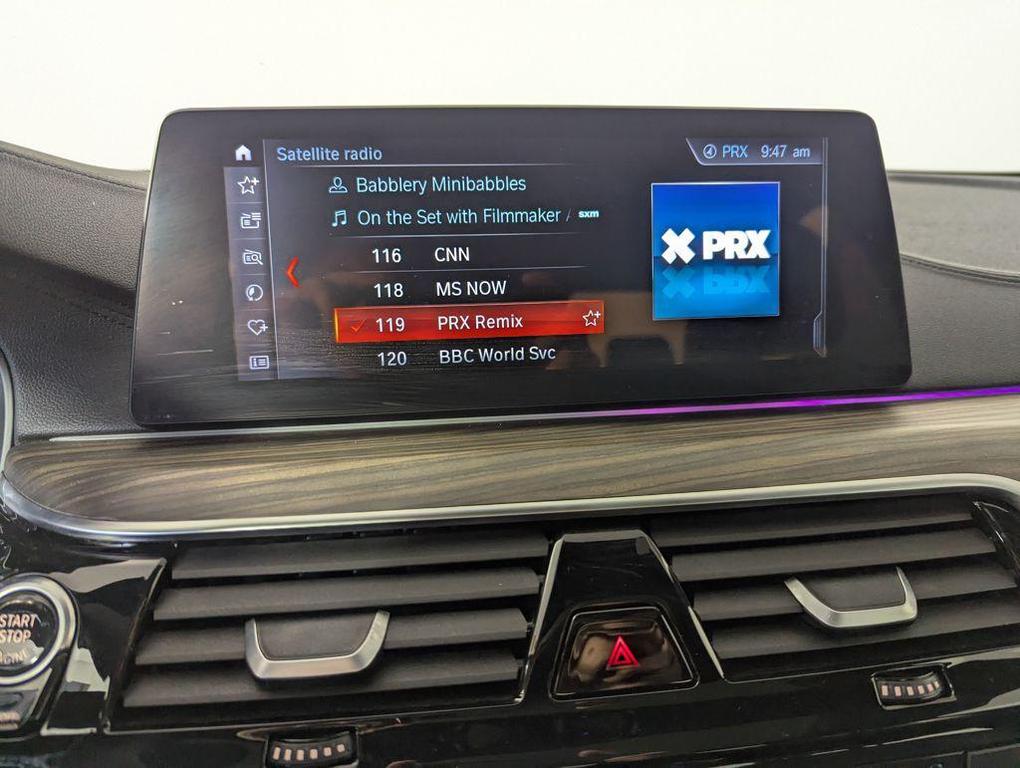 Satellite radio
PRX 9:47 am
Babblery Minibabbles
On the Set with Filmmaker /
sxm
116 CNN
118 MS NOW
119 PRX Remix
120 BBC World Svc
PRX
START
STOP